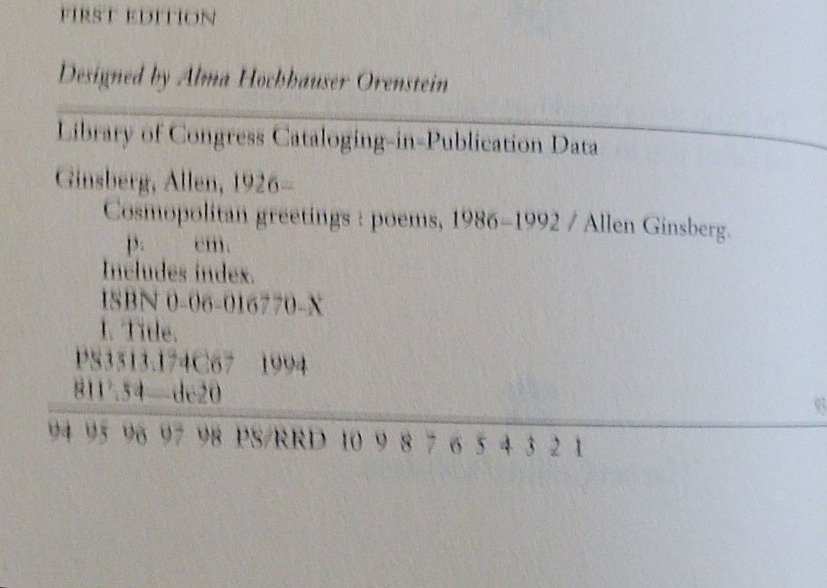 FIRST EDITION
Designed by Alma Hochhauser Orenstein
Library of Congress Cataloging-in-Publication Data
Ginsberg, Allen, 1926–
Cosmopolitan greetings : poems, 1986–1992 / Allen Ginsberg.
p. cm.
Includes index.
ISBN 0-06-016770-X
I. Title.
PS3513.I74C67 1994
811'.54—dc20
94 95 96 97 98 PS/RRD 10 9 8 7 6 5 4 3 2 1